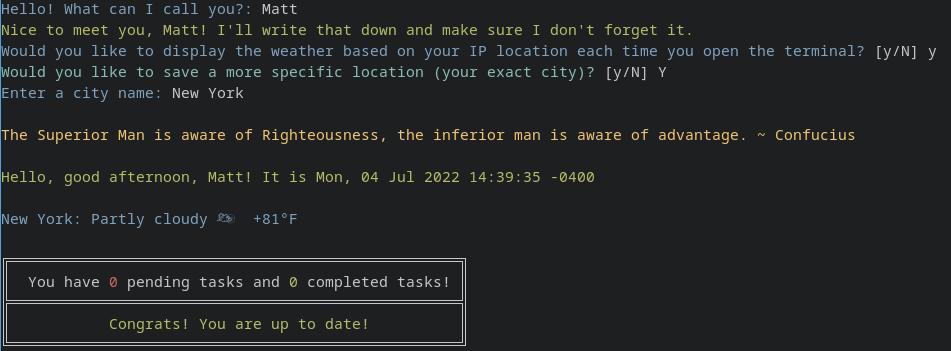 Hello! What can I call you?: Matt
Nice to meet you, Matt! I'll write that down and make sure I don't forget it.
Would you like to display the weather based on your IP location each time you open the terminal? [y/N] y
Would you like to save a more specific location (your exact city)? [y/N] Y
Enter a city name: New York
The Superior Man is aware of Righteousness, the inferior man is aware of advantage. ~ Confucius
Hello, good afternoon, Matt! It is Mon, 04 Jul 2022 14:39:35 -0400
New York: Partly cloudy ⛅ +81°F
You have 0 pending tasks and 0 completed tasks!
Congrats! You are up to date!